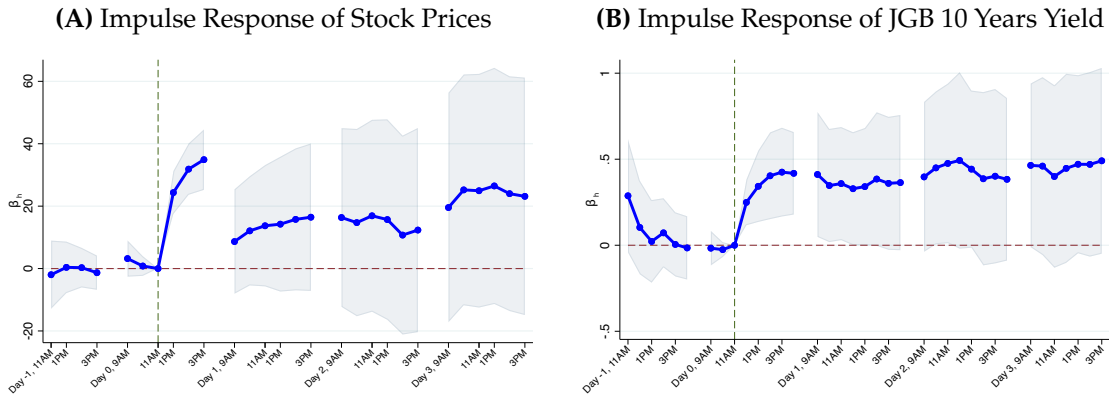 (A) Impulse Response of Stock Prices
60
40
20
0
-20
βh
Day -1, 11AM
1PM
3PM
Day 0, 9AM
11AM
1PM
3PM
Day 1, 9AM
11AM
1PM
3PM
Day 2, 9AM
11AM
1PM
3PM
Day 3, 9AM
11AM
1PM
3PM
(B) Impulse Response of JGB 10 Years Yield
1
.5
0
-.5
βh
Day -1, 11AM
1PM
3PM
Day 0, 9AM
11AM
1PM
3PM
Day 1, 9AM
11AM
1PM
3PM
Day 2, 9AM
11AM
1PM
3PM
Day 3, 9AM
11AM
1PM
3PM